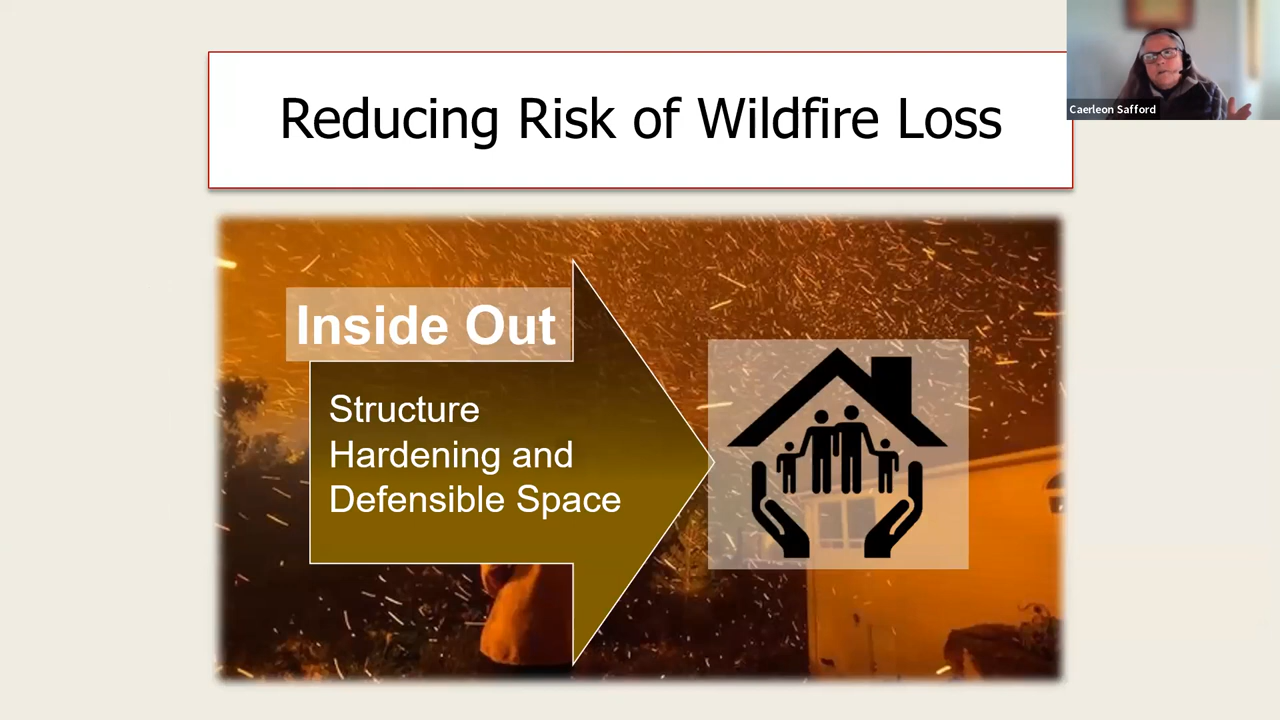 Reducing Risk of Wildfire Loss
Caerleon Safford
Inside Out
Structure
Hardening and
Defensible Space